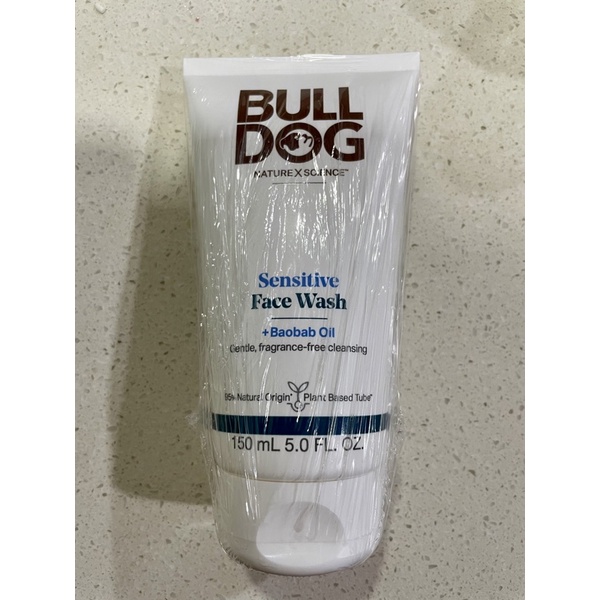 BULL
DOG
NATURE X SCIENCE™
Sensitive
Face Wash
+Baobab Oil
Gentle, fragrance-free cleansing
95% Natural Origin* Plant Based Tube*
150 mL 5.0 FL. OZ.